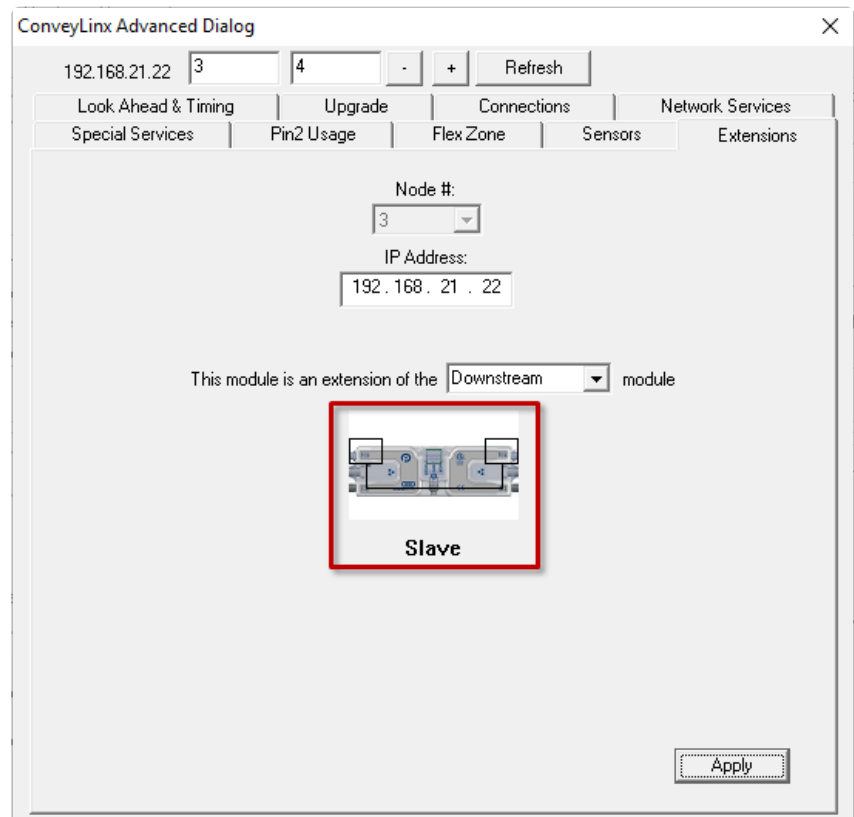 ConveyLinx Advanced Dialog
192.168.21.22 3 4 - + Refresh
Look Ahead & Timing Upgrade Connections Network Services
Special Services Pin2 Usage Flex Zone Sensors Extensions
Node #:
3
IP Address:
192 . 168 . 21 . 22
This module is an extension of the Downstream module
Slave
Apply